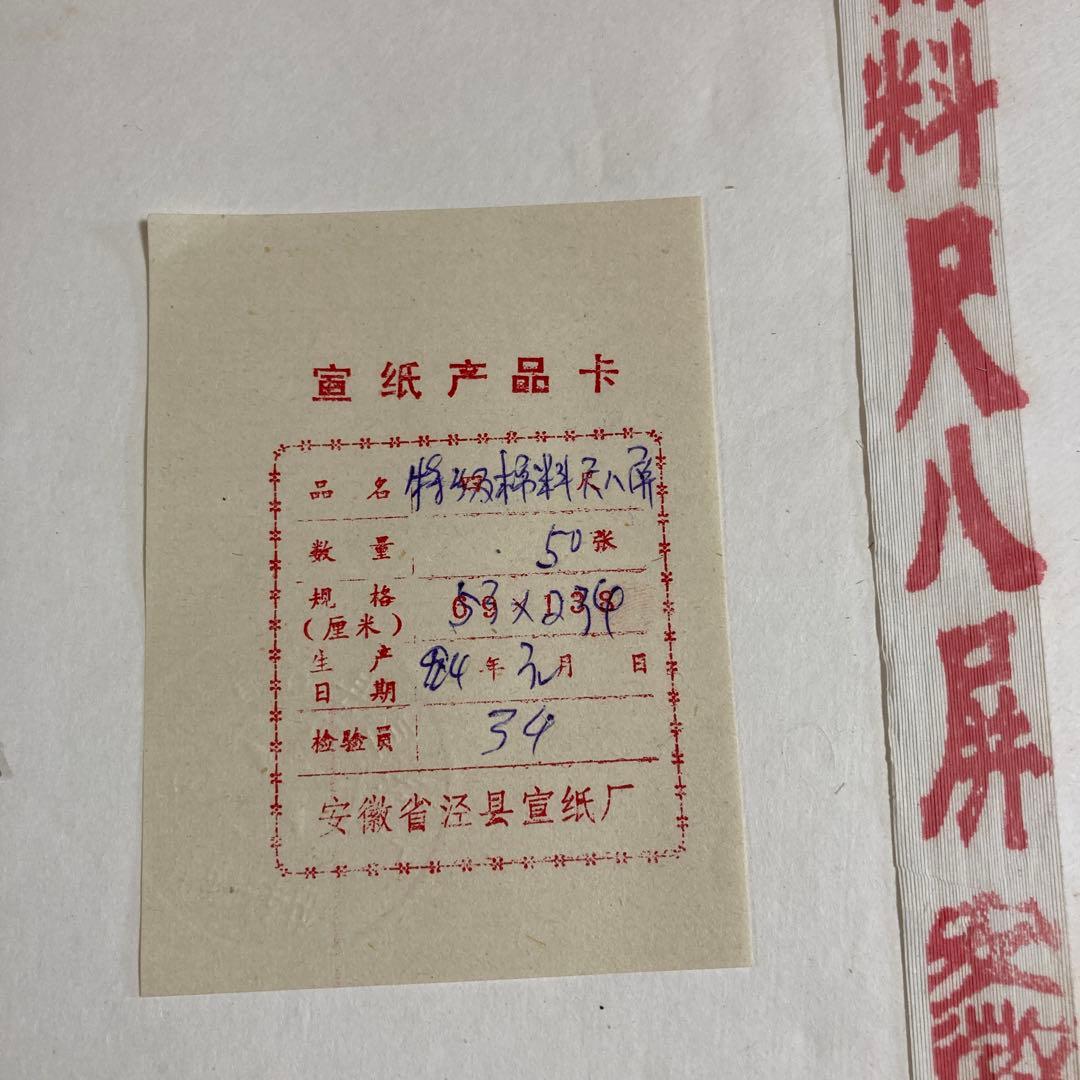 宣纸产品卡
品名 特级棉料尺八屏
数量 50张
规格(厘米) 53×234
生产日期 84年 月 日
检验员 34
安徽省泾县宣纸厂
料尺八屏 安徽